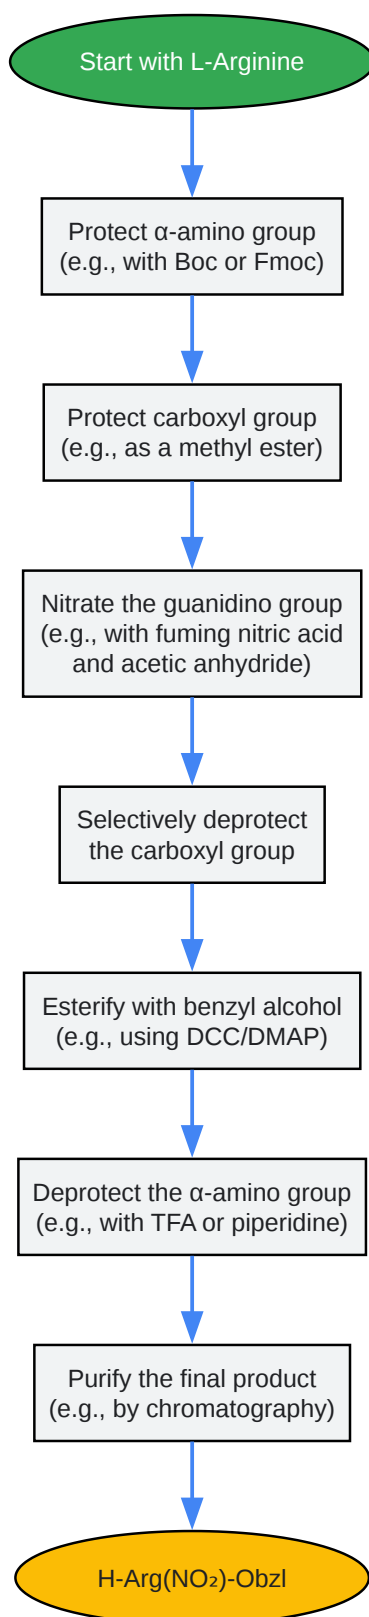 Start with L-Arginine
Protect α-amino group
(e.g., with Boc or Fmoc)
Protect carboxyl group
(e.g., as a methyl ester)
Nitrate the guanidino group
(e.g., with fuming nitric acid
and acetic anhydride)
Selectively deprotect
the carboxyl group
Esterify with benzyl alcohol
(e.g., using DCC/DMAP)
Deprotect the α-amino group
(e.g., with TFA or piperidine)
Purify the final product
(e.g., by chromatography)
H-Arg(NO₂)-Obzl